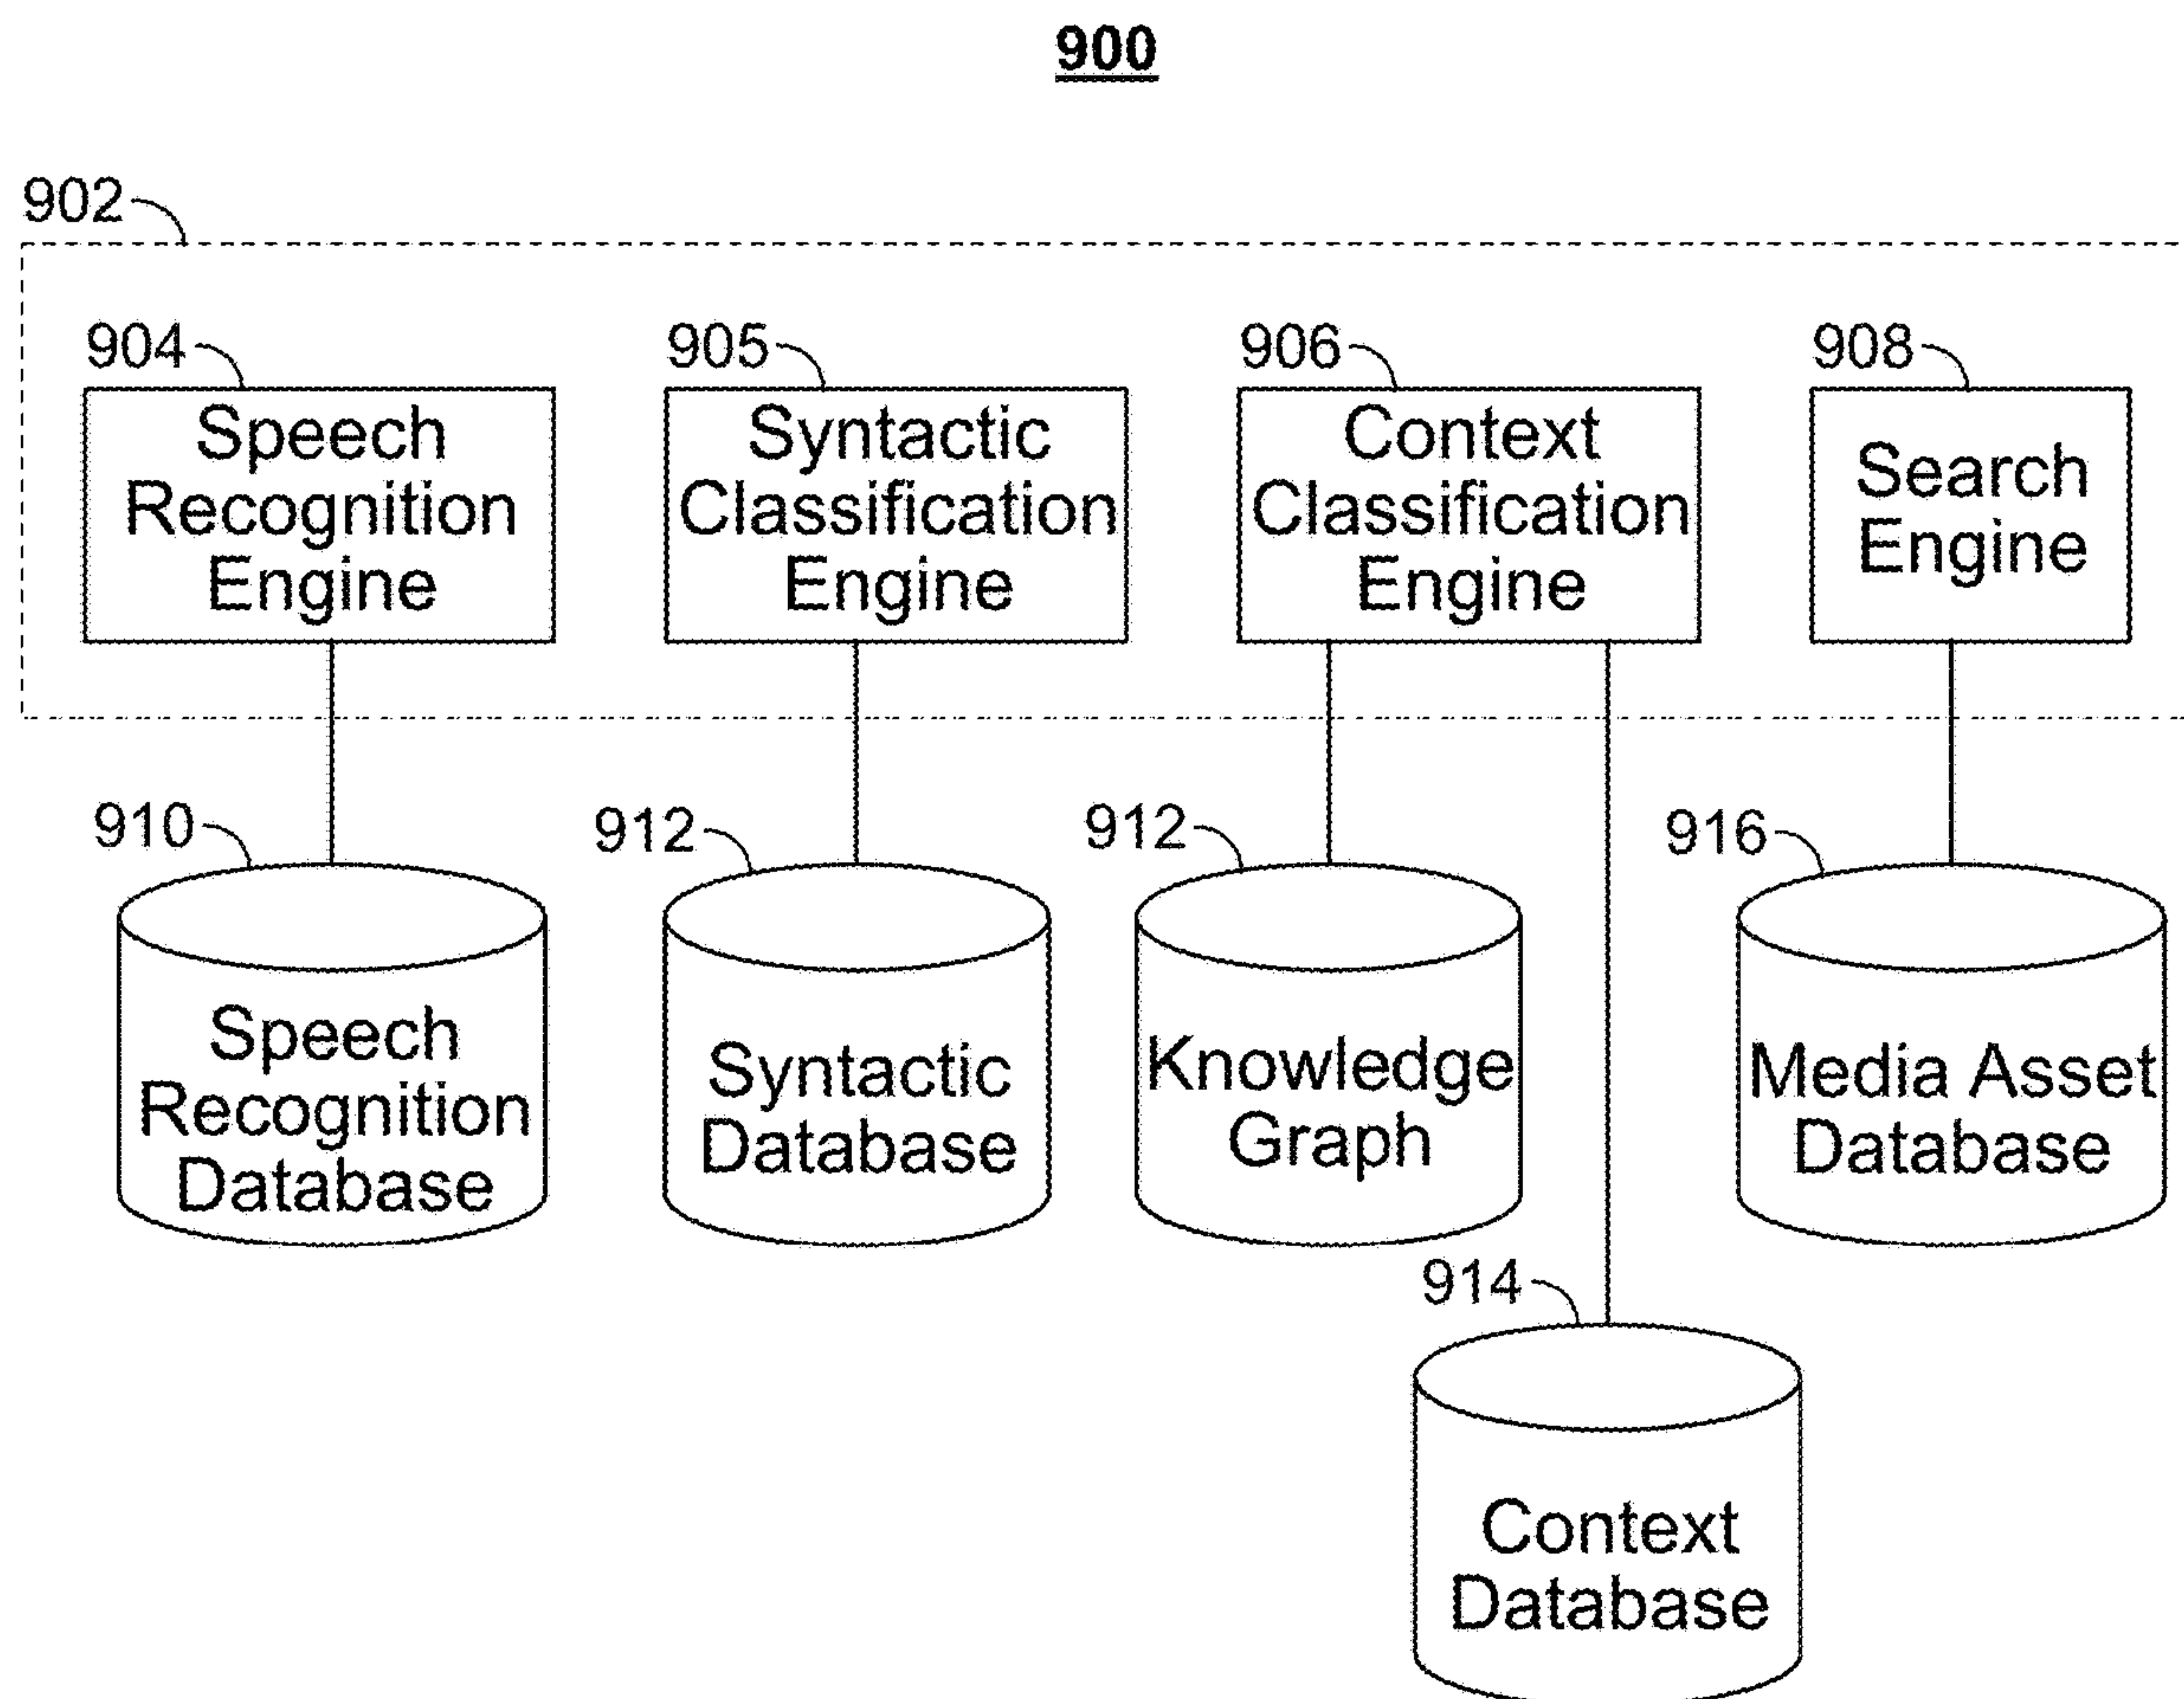 900
902
904
905
906
908
Speech
Recognition
Engine
Syntactic
Classification
Engine
Context
Classification
Engine
Search
Engine
910
912
912
916
Speech
Recognition
Database
Syntactic
Database
Knowledge
Graph
Media Asset
Database
914
Context
Database